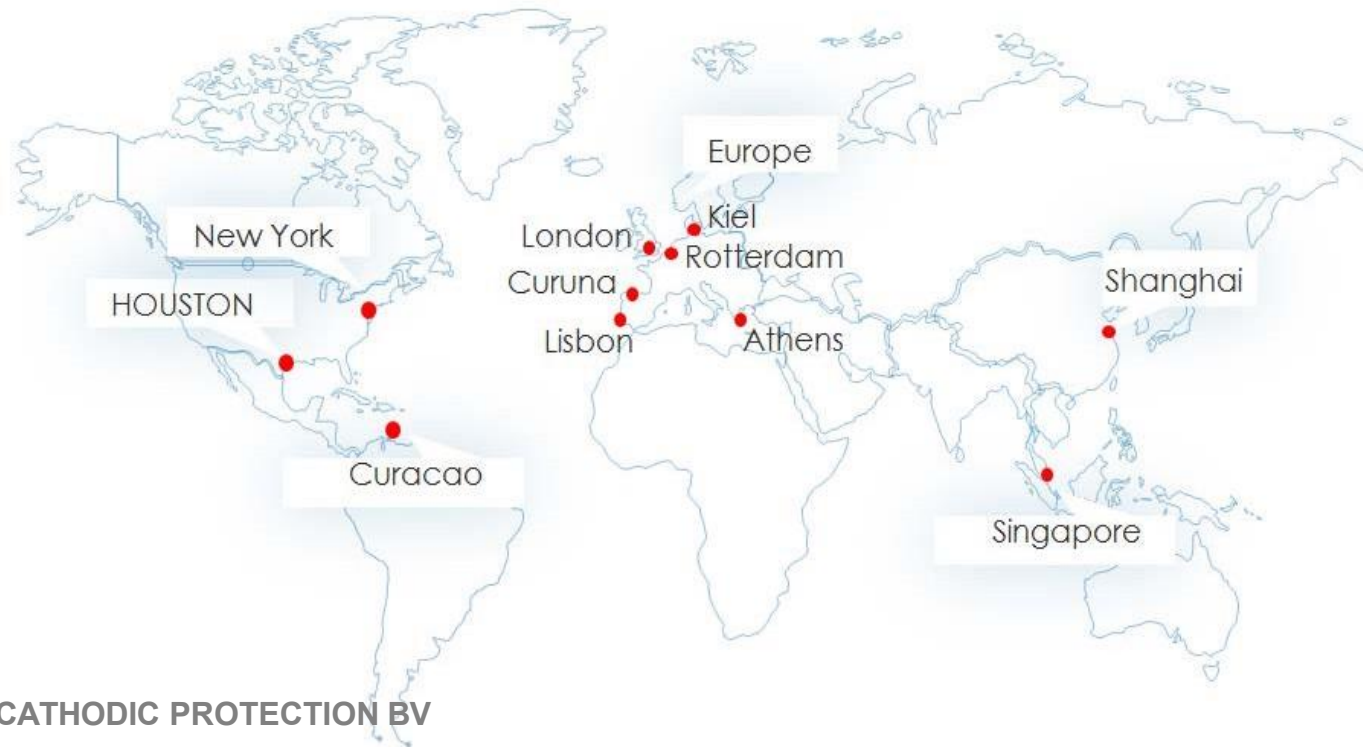 Europe
Kiel
New York
London
Rotterdam
Curuna
Shanghai
HOUSTON
Lisbon
Athens
Curacao
Singapore
CATHODIC PROTECTION BV